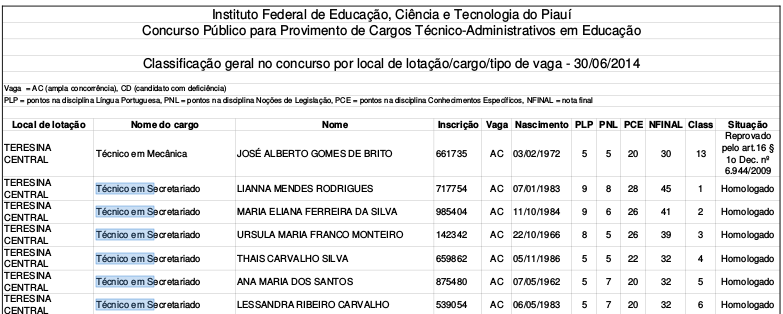 Instituto Federal de Educação, Ciência e Tecnologia do Piauí
Concurso Público para Provimento de Cargos Técnico-Administrativos em Educação
Classificação geral no concurso por local de lotação/cargo/tipo de vaga - 30/06/2014
Vaga = AC (ampla concorrência), CD (candidato com deficiência)
PLP = pontos na disciplina Língua Portuguesa, PNL = pontos na disciplina Noções de Legislação, PCE = pontos na disciplina Conhecimentos Específicos, NFINAL = nota final
Local de lotação Nome do cargo Nome Inscrição Vaga Nascimento PLP PNL PCE NFINAL Class Situação
TERESINA CENTRAL Técnico em Mecânica JOSÉ ALBERTO GOMES DE BRITO 661735 AC 03/02/1972 5 5 20 30 13 Reprovado pelo art.16 § 1o Dec. nº 6.944/2009
TERESINA CENTRAL Técnico em Secretariado LIANNA MENDES RODRIGUES 717754 AC 07/01/1983 9 8 28 45 1 Homologado
TERESINA CENTRAL Técnico em Secretariado MARIA ELIANA FERREIRA DA SILVA 985404 AC 11/10/1984 9 6 26 41 2 Homologado
TERESINA CENTRAL Técnico em Secretariado URSULA MARIA FRANCO MONTEIRO 142342 AC 22/10/1966 8 5 26 39 3 Homologado
TERESINA CENTRAL Técnico em Secretariado THAIS CARVALHO SILVA 659862 AC 05/11/1986 5 5 22 32 4 Homologado
TERESINA CENTRAL Técnico em Secretariado ANA MARIA DOS SANTOS 875480 AC 07/05/1962 5 7 20 32 5 Homologado
TERESINA CENTRAL Técnico em Secretariado LESSANDRA RIBEIRO CARVALHO 539054 AC 06/05/1983 5 7 20 32 6 Homologado